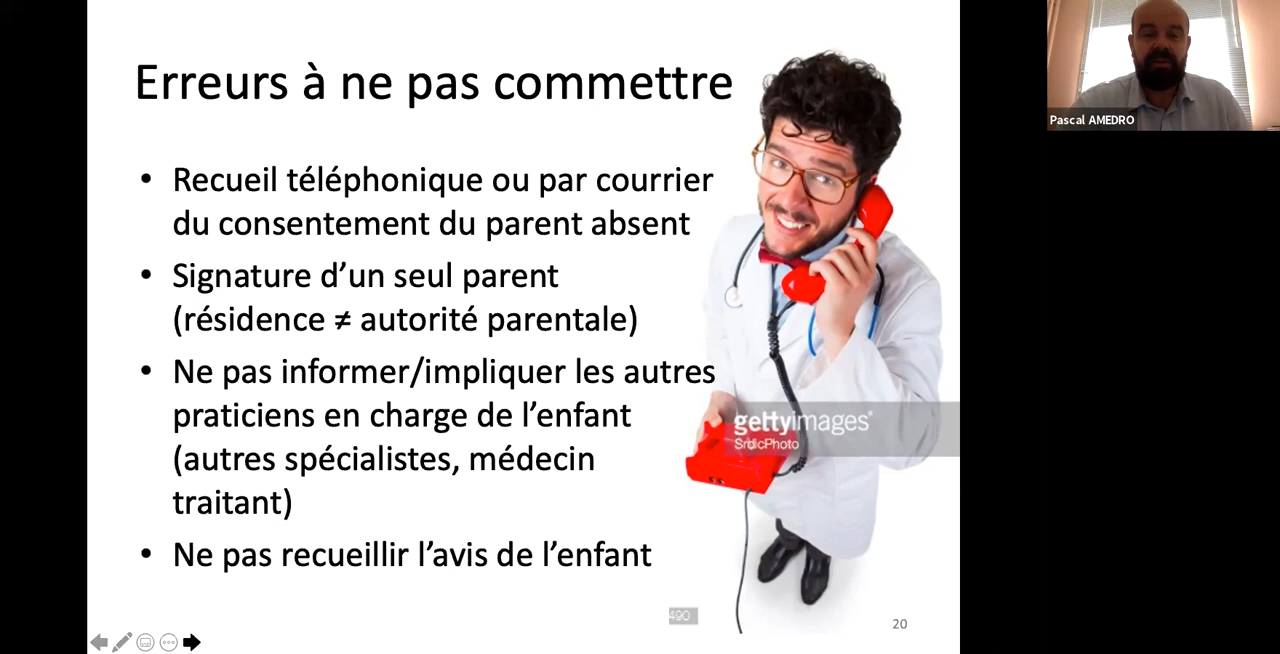 Erreurs à ne pas commettre
• Recueil téléphonique ou par courrier
du consentement du parent absent
• Signature d’un seul parent
(résidence ≠ autorité parentale)
• Ne pas informer/impliquer les autres
praticiens en charge de l’enfant
(autres spécialistes, médecin
traitant)
• Ne pas recueillir l’avis de l’enfant
gettyimages®
SrdicPhoto
490
20
Pascal AMEDRO